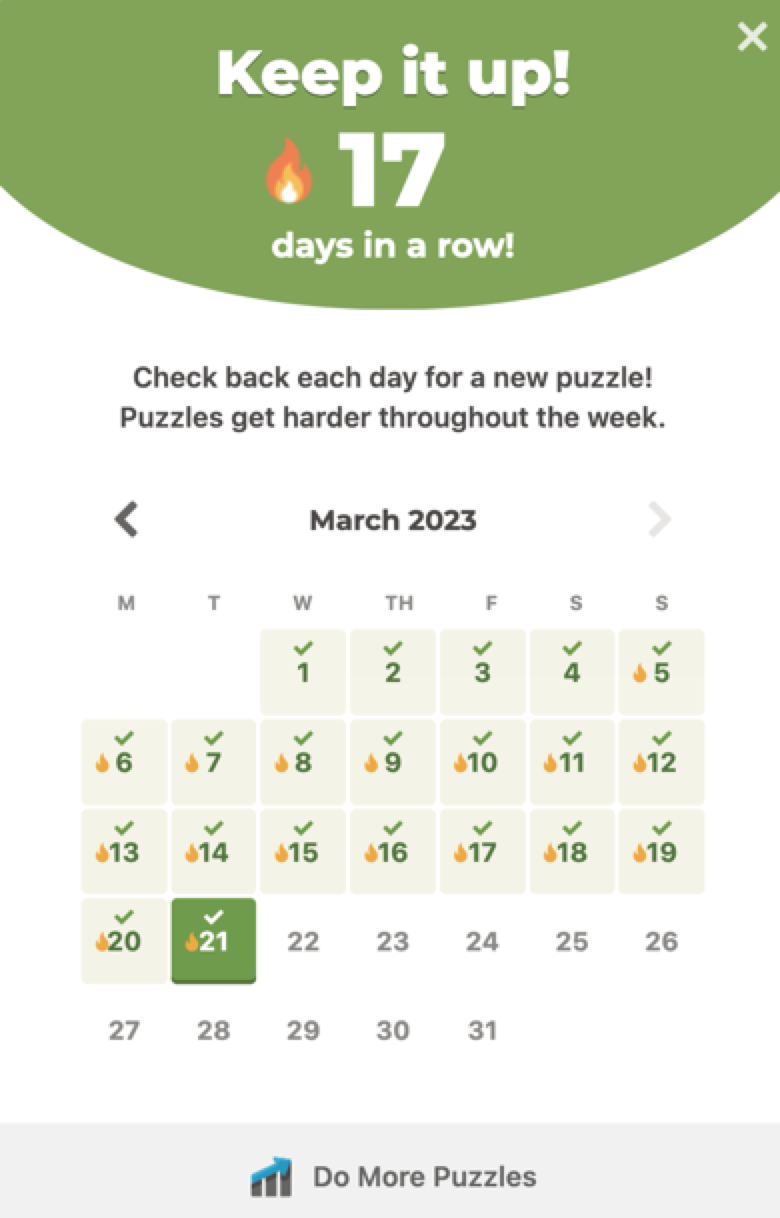 Keep it up!
17
days in a row!
Check back each day for a new puzzle!
Puzzles get harder throughout the week.
March 2023
M T W TH F S S
1 2 3 4 5
6 7 8 9 10 11 12
13 14 15 16 17 18 19
20 21 22 23 24 25 26
27 28 29 30 31
Do More Puzzles